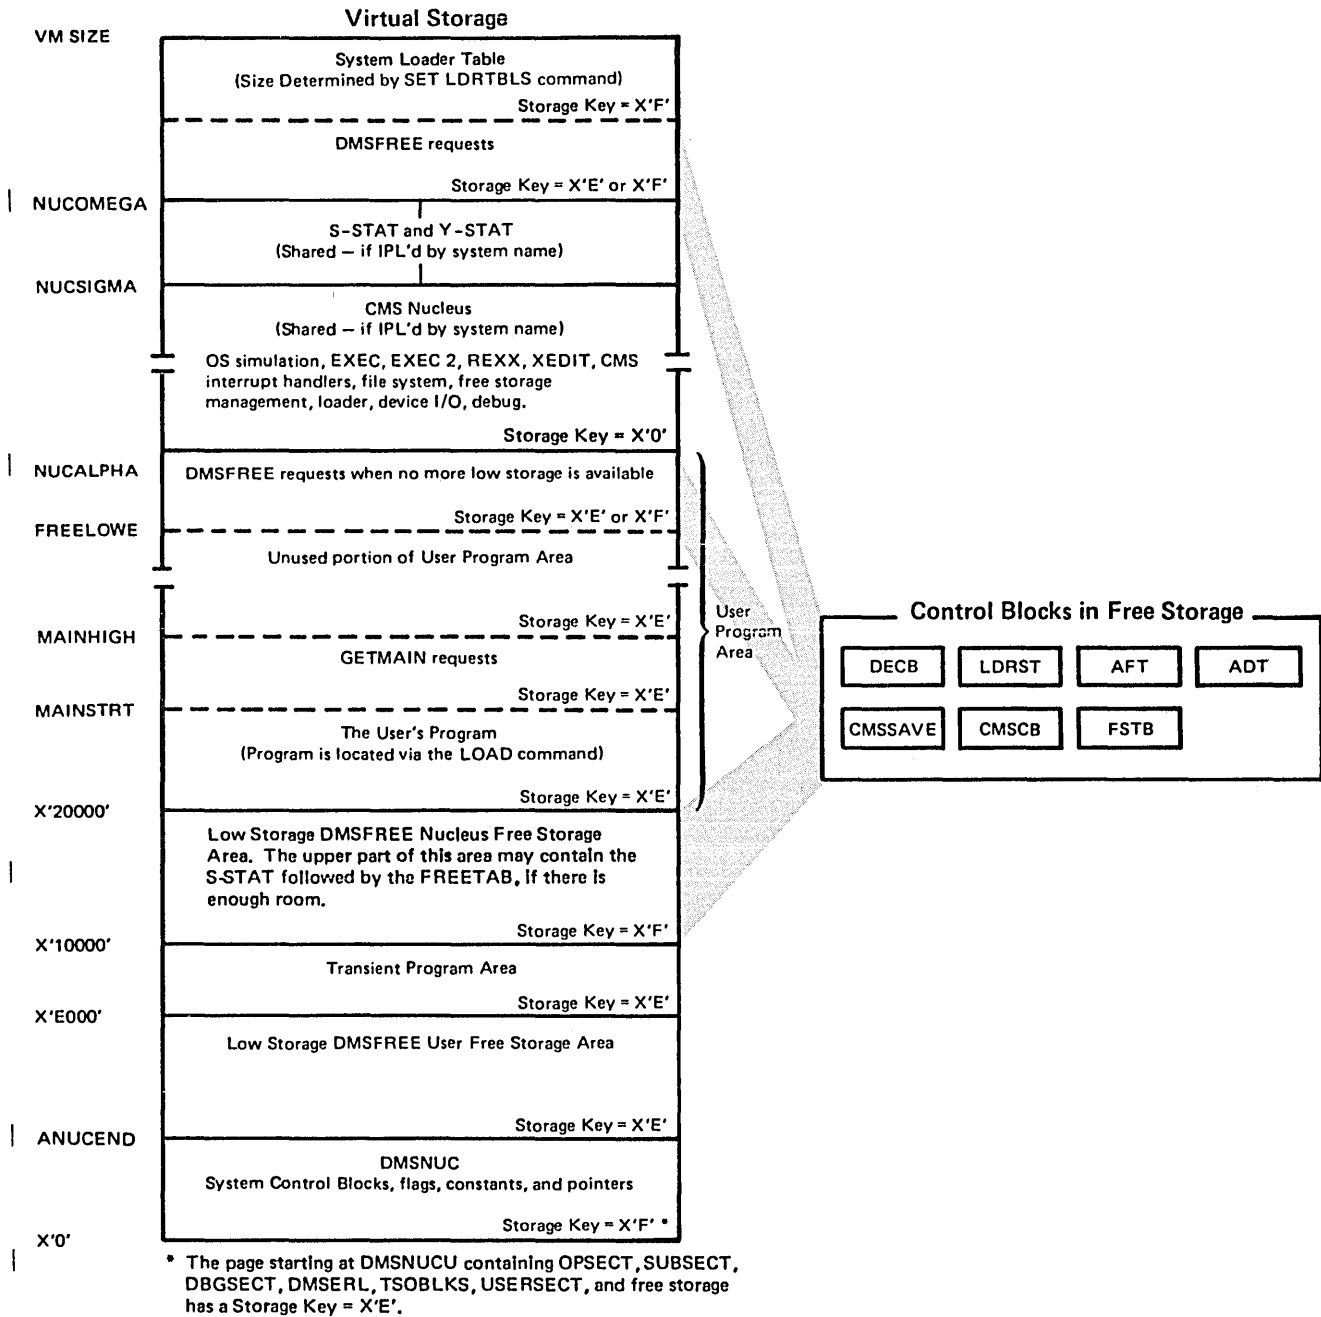 Virtual Storage
VM SIZE
System Loader Table
(Size Determined by SET LDRTBLS command)
Storage Key = X'F'
DMSFREE requests
Storage Key = X'E' or X'F'
NUCOMEGA
S-STAT and Y-STAT
(Shared – if IPL'd by system name)
NUCSIGMA
CMS Nucleus
(Shared – if IPL'd by system name)
OS simulation, EXEC, EXEC 2, REXX, XEDIT, CMS
interrupt handlers, file system, free storage
management, loader, device I/O, debug.
Storage Key = X'0'
NUCALPHA
DMSFREE requests when no more low storage is available
Storage Key = X'E' or X'F'
FREELOWE
Unused portion of User Program Area
Storage Key = X'E'
MAINHIGH
GETMAIN requests
Storage Key = X'E'
MAINSTRT
The User's Program
(Program is located via the LOAD command)
Storage Key = X'E'
X'20000'
User
Program
Area
Control Blocks in Free Storage
DECB
LDRST
AFT
ADT
CMSSAVE
CMSCB
FSTB
Low Storage DMSFREE Nucleus Free Storage
Area. The upper part of this area may contain the
S-STAT followed by the FREETAB, if there is
enough room.
Storage Key = X'F'
X'10000'
Transient Program Area
Storage Key = X'E'
X'E000'
Low Storage DMSFREE User Free Storage Area
Storage Key = X'E'
ANUCEND
DMSNUC
System Control Blocks, flags, constants, and pointers
Storage Key = X'F' *
X'0'
* The page starting at DMSNUCU containing OPSECT, SUBSECT,
DBGSECT, DMSERL, TSOBLKS, USERSECT, and free storage
has a Storage Key = X'E'.